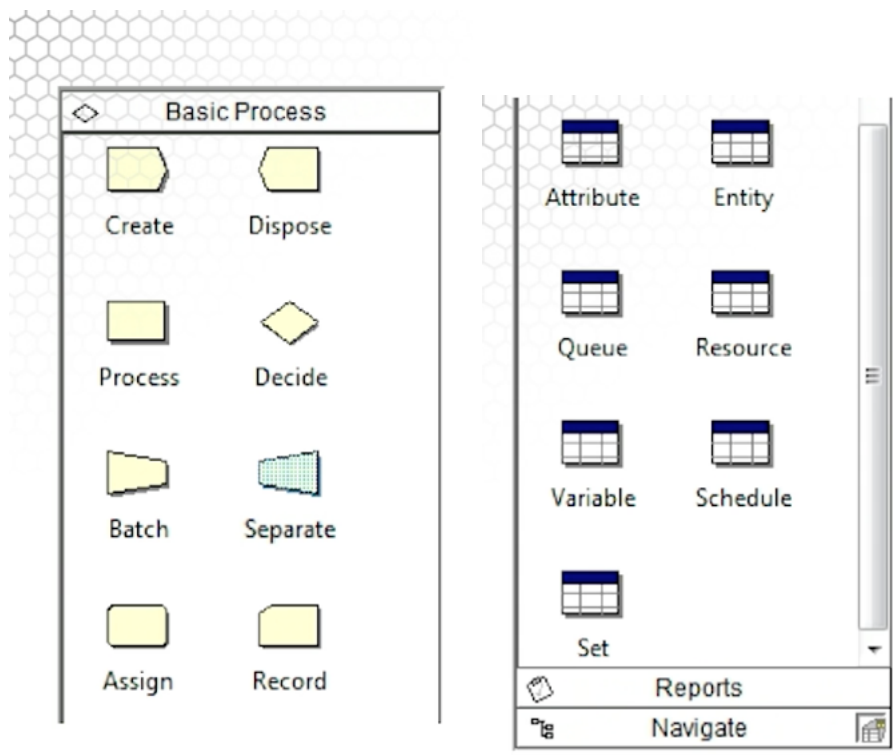 Basic Process
Create Dispose
Process Decide
Batch Separate
Assign Record
Attribute Entity
Queue Resource
Variable Schedule
Set
Reports
Navigate